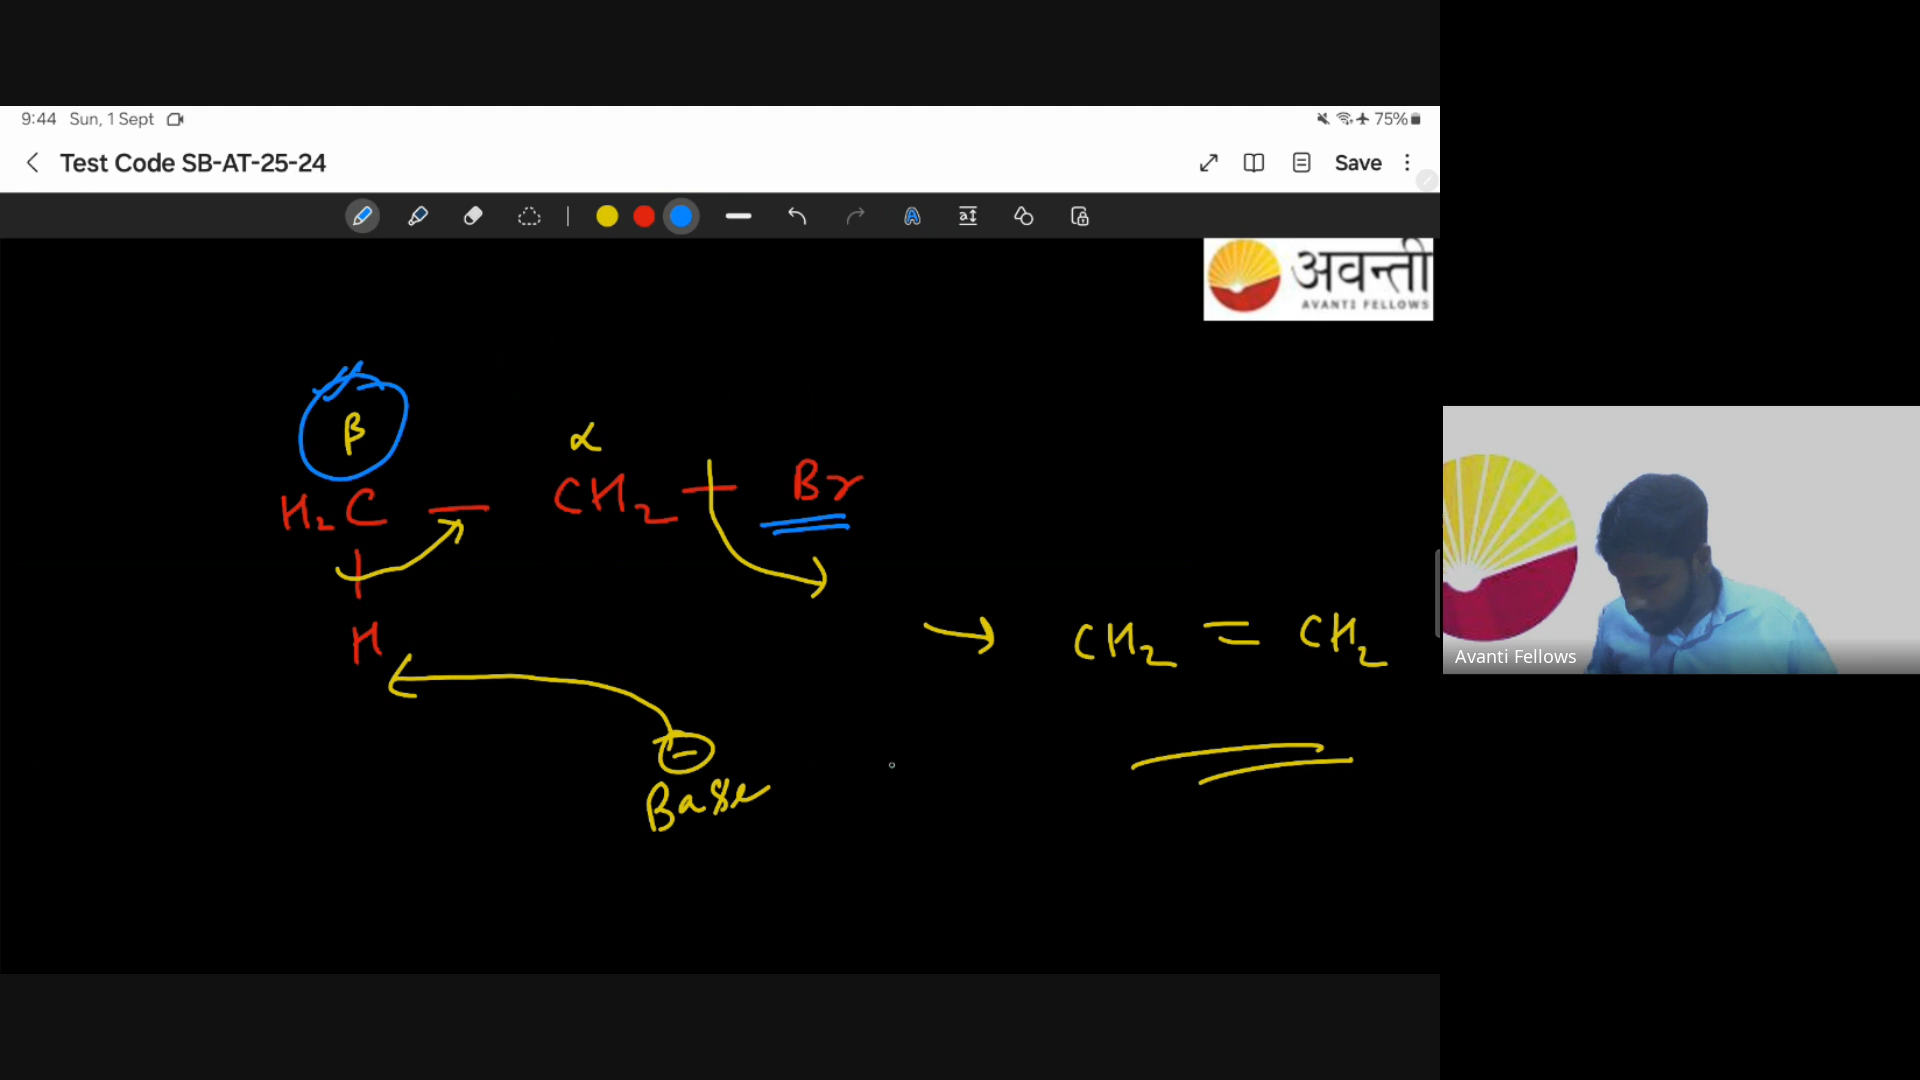 9:44 Sun, 1 Sept 75%
Test Code SB-AT-25-24 Save
अवन्ती
AVANTI FELLOWS
β
α
H₂C — CH₂ — Br
H
→ CH₂ = CH₂
⊖
Base
Avanti Fellows